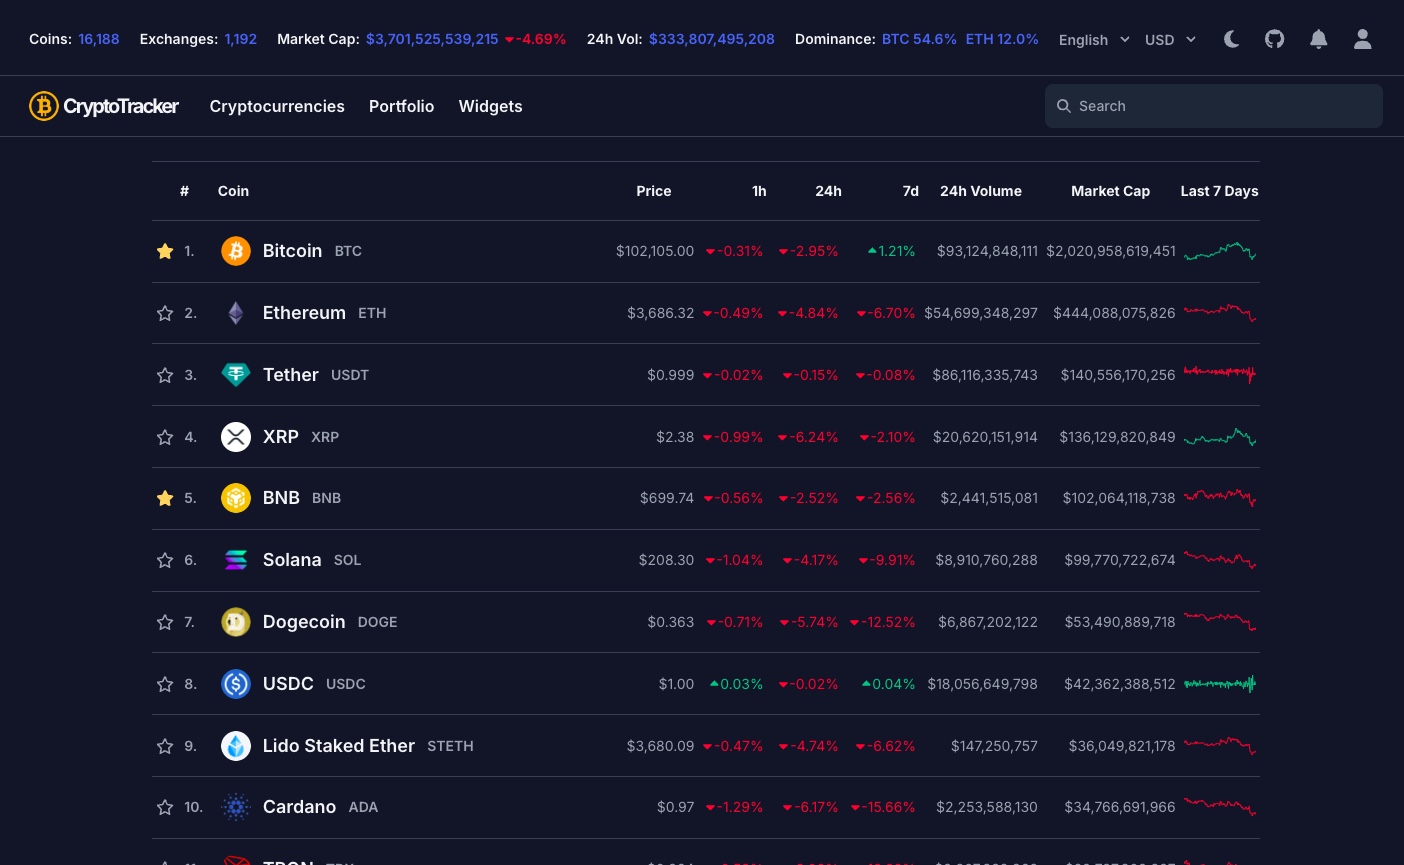 Coins: 16,188 Exchanges: 1,192 Market Cap: $3,701,525,539,215 -4.69% 24h Vol: $333,807,495,208 Dominance: BTC 54.6% ETH 12.0% English USD
CryptoTracker Cryptocurrencies Portfolio Widgets Search
# Coin Price 1h 24h 7d 24h Volume Market Cap Last 7 Days
1. Bitcoin BTC $102,105.00 -0.31% -2.95% 1.21% $93,124,848,111 $2,020,958,619,451
2. Ethereum ETH $3,686.32 -0.49% -4.84% -6.70% $54,699,348,297 $444,088,075,826
3. Tether USDT $0.999 -0.02% -0.15% -0.08% $86,116,335,743 $140,556,170,256
4. XRP XRP $2.38 -0.99% -6.24% -2.10% $20,620,151,914 $136,129,820,849
5. BNB BNB $699.74 -0.56% -2.52% -2.56% $2,441,515,081 $102,064,118,738
6. Solana SOL $208.30 -1.04% -4.17% -9.91% $8,910,760,288 $99,770,722,674
7. Dogecoin DOGE $0.363 -0.71% -5.74% -12.52% $6,867,202,122 $53,490,889,718
8. USDC USDC $1.00 0.03% -0.02% 0.04% $18,056,649,798 $42,362,388,512
9. Lido Staked Ether STETH $3,680.09 -0.47% -4.74% -6.62% $147,250,757 $36,049,821,178
10. Cardano ADA $0.97 -1.29% -6.17% -15.66% $2,253,588,130 $34,766,691,966